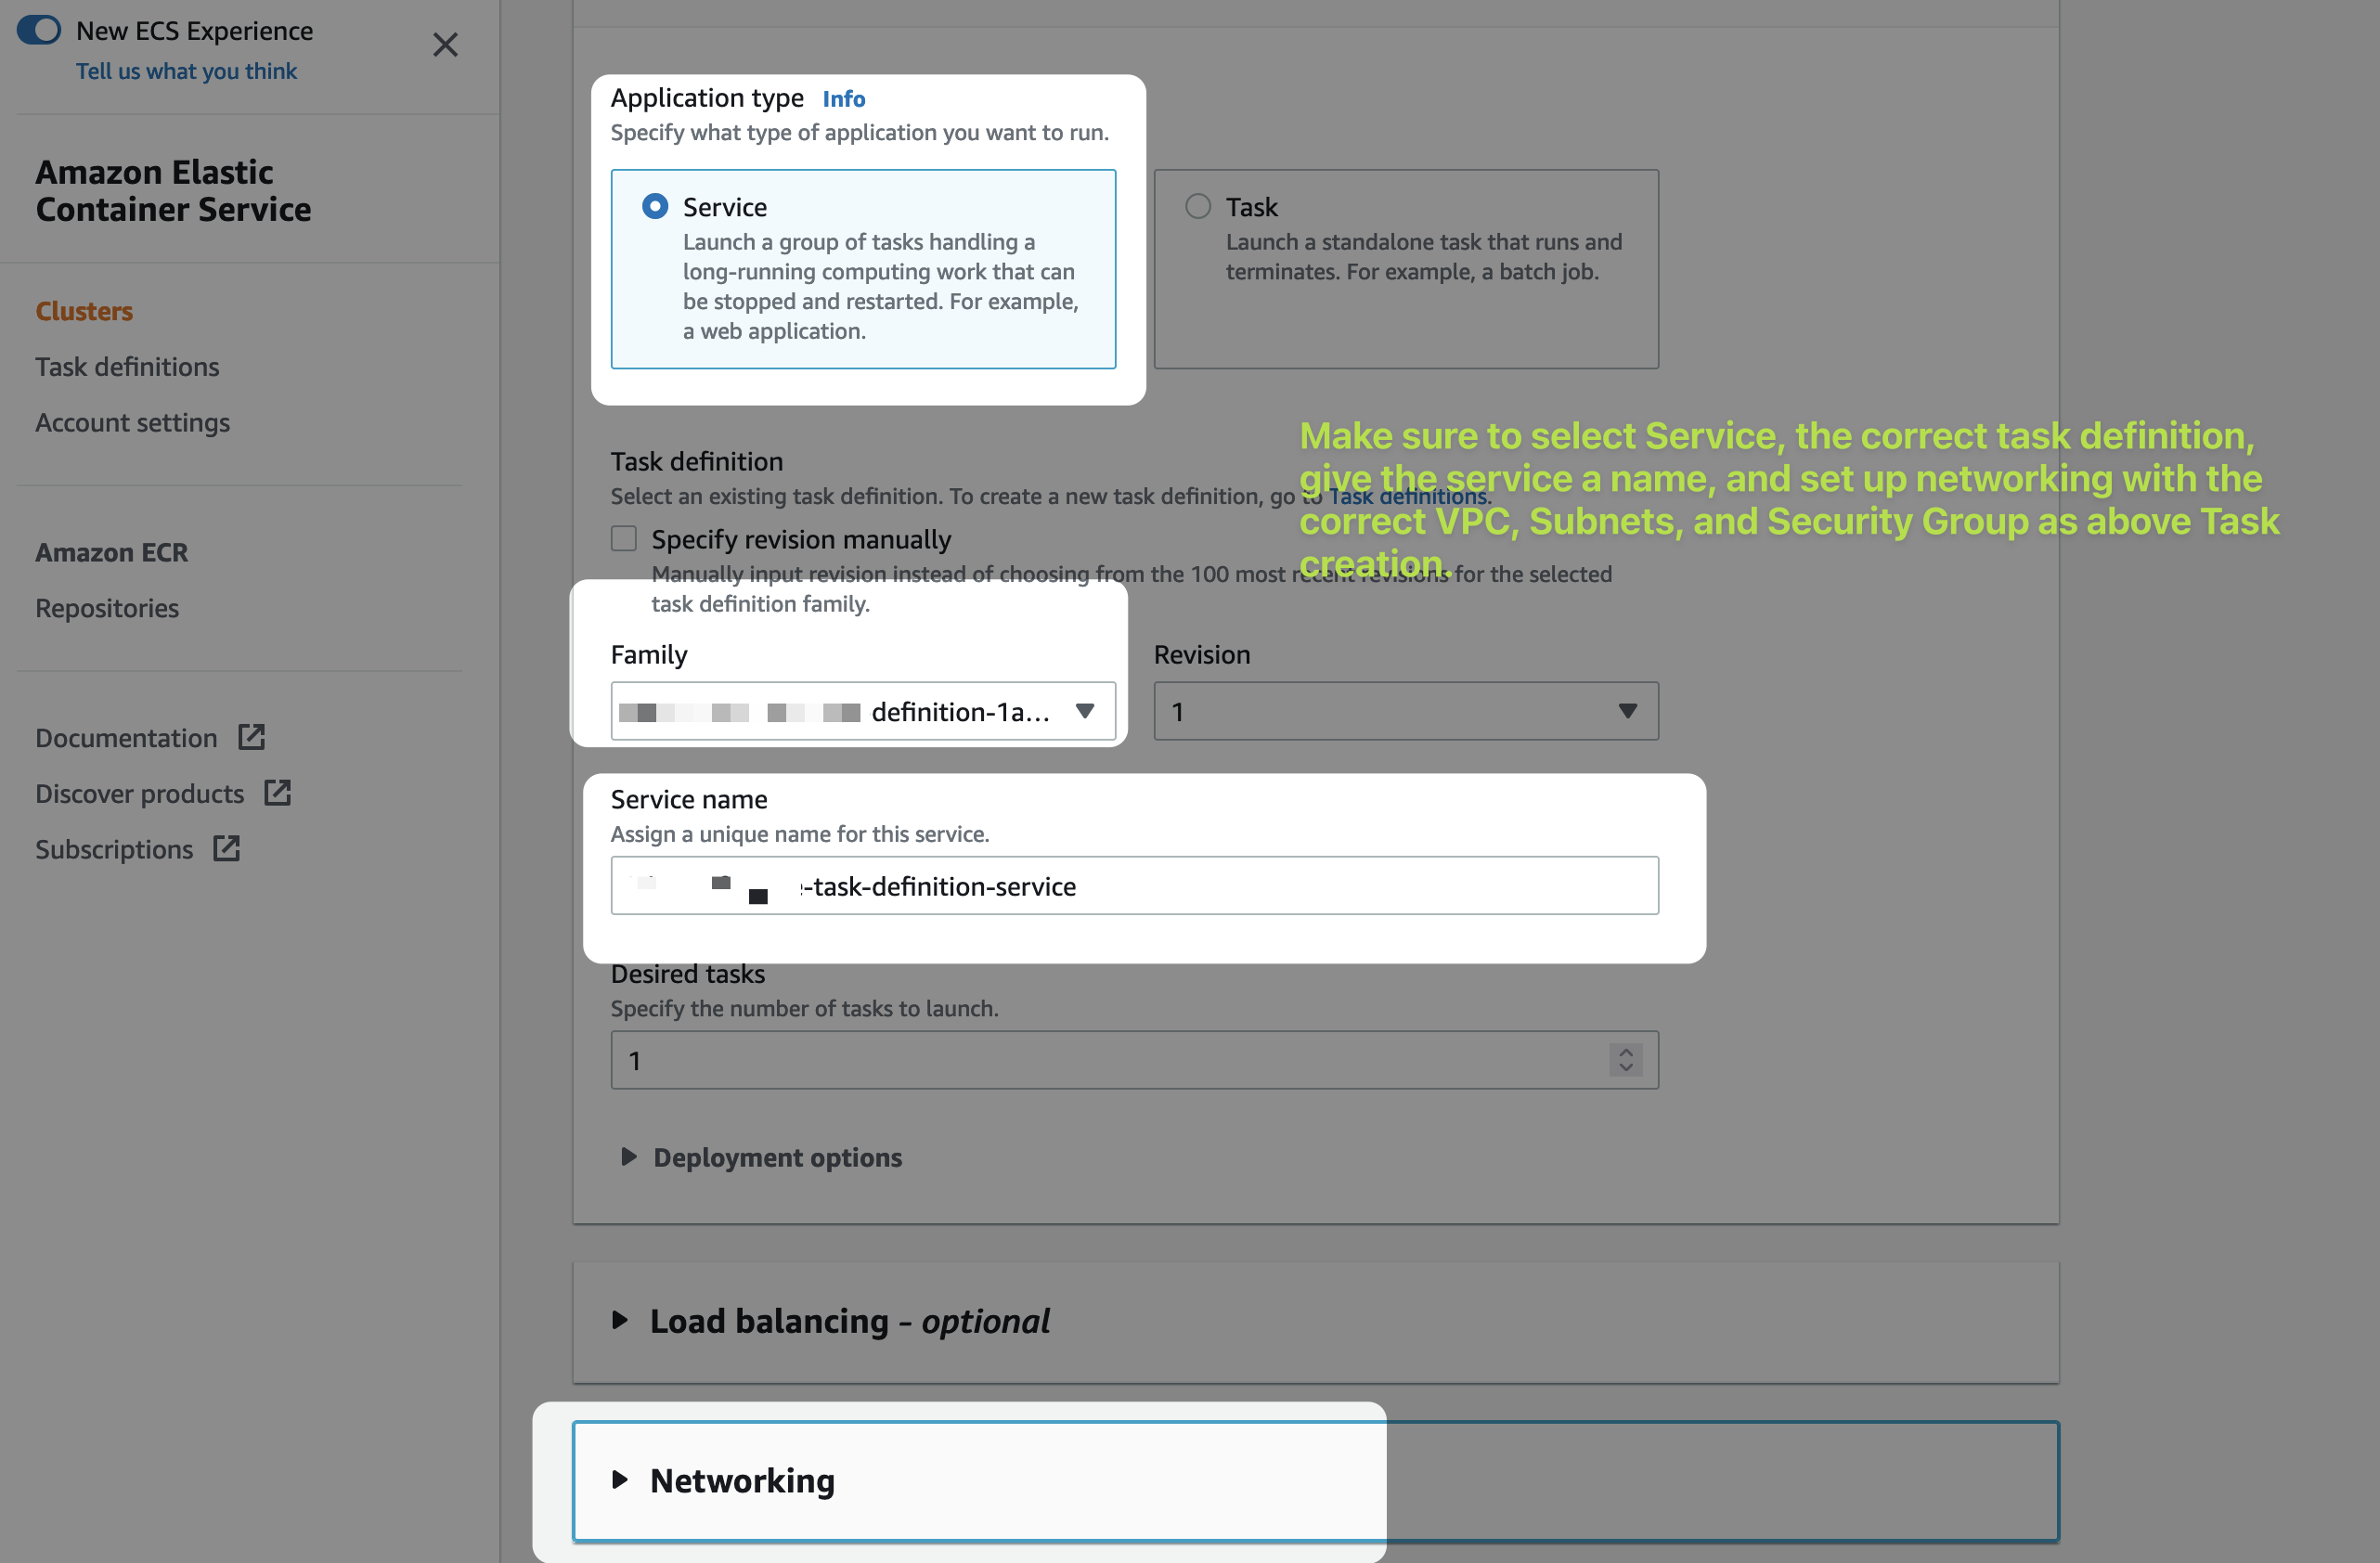 New ECS Experience
Tell us what you think
Amazon Elastic
Container Service
Clusters
Task definitions
Account settings
Amazon ECR
Repositories
Documentation
Discover products
Subscriptions
Application type Info
Specify what type of application you want to run.
Service
Launch a group of tasks handling a
long-running computing work that can
be stopped and restarted. For example,
a web application.
Task
Launch a standalone task that runs and
terminates. For example, a batch job.
Make sure to select Service, the correct task definition,
give the service a name, and set up networking with the
correct VPC, Subnets, and Security Group as above Task
creation.
Task definition
Select an existing task definition. To create a new task definition, go to Task definitions.
Specify revision manually
Manually input revision instead of choosing from the 100 most recent revisions for the selected
task definition family.
Family
definition-1a...
Revision
1
Service name
Assign a unique name for this service.
-task-definition-service
Desired tasks
Specify the number of tasks to launch.
1
Deployment options
Load balancing - optional
Networking